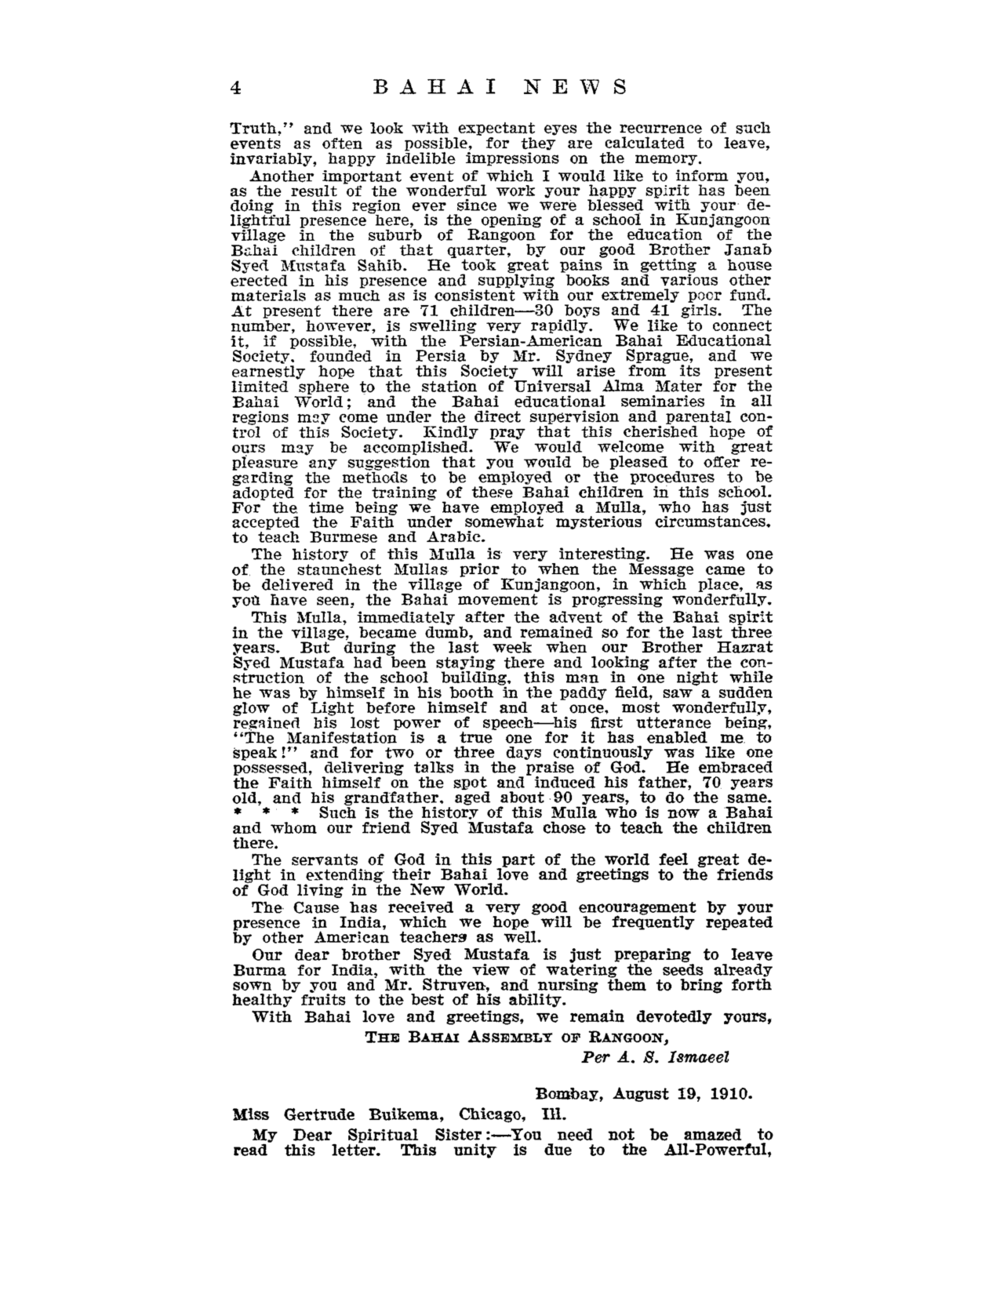 4 BAHAI NEWS
Truth," and we look with expectant eyes the recurrence of such
events as often as possible, for they are calculated to leave,
invariably, happy indelible impressions on the memory.
Another important event of which I would like to inform you,
as the result of the wonderful work your happy spirit has been
doing in this region ever since we were blessed with your de-
lightful presence here, is the opening of a school in Kunjangoon
village in the suburb of Rangoon for the education of the
Bahai children of that quarter, by our good Brother Janab
Syed Mustafa Sahib. He took great pains in getting a house
erected in his presence and supplying books and various other
materials as much as is consistent with our extremely poor fund.
At present there are 71 children—30 boys and 41 girls. The
number, however, is swelling very rapidly. We like to connect
it, if possible, with the Persian-American Bahai Educational
Society, founded in Persia by Mr. Sydney Sprague, and we
earnestly hope that this Society will arise from its present
limited sphere to the station of Universal Alma Mater for the
Bahai World; and the Bahai educational seminaries in all
regions may come under the direct supervision and parental con-
trol of this Society. Kindly pray that this cherished hope of
ours may be accomplished. We would welcome with great
pleasure any suggestion that you would be pleased to offer re-
garding the methods to be employed or the procedures to be
adopted for the training of these Bahai children in this school.
For the time being we have employed a Mulla, who has just
accepted the Faith under somewhat mysterious circumstances,
to teach Burmese and Arabic.
The history of this Mulla is very interesting. He was one
of the staunchest Mullas prior to when the Message came to
be delivered in the village of Kunjangoon, in which place, as
you have seen, the Bahai movement is progressing wonderfully.
This Mulla, immediately after the advent of the Bahai spirit
in the village, became dumb, and remained so for the last three
years. But during the last week when our Brother Hazrat
Syed Mustafa had been staying there and looking after the con-
struction of the school building, this man in one night while
he was by himself in his booth in the paddy field, saw a sudden
glow of Light before himself and at once, most wonderfully,
regained his lost power of speech—his first utterance being,
"The Manifestation is a true one for it has enabled me to
speak!" and for two or three days continuously was like one
possessed, delivering talks in the praise of God. He embraced
the Faith himself on the spot and induced his father, 70 years
old, and his grandfather, aged about 90 years, to do the same.
* * * Such is the history of this Mulla who is now a Bahai
and whom our friend Syed Mustafa chose to teach the children
there.
The servants of God in this part of the world feel great de-
light in extending their Bahai love and greetings to the friends
of God living in the New World.
The Cause has received a very good encouragement by your
presence in India, which we hope will be frequently repeated
by other American teachers as well.
Our dear brother Syed Mustafa is just preparing to leave
Burma for India, with the view of watering the seeds already
sown by you and Mr. Struven, and nursing them to bring forth
healthy fruits to the best of his ability.
With Bahai love and greetings, we remain devotedly yours,
THE BAHAI ASSEMBLY OF RANGOON,
Per A. S. Ismaeel
Bombay, August 19, 1910.
Miss Gertrude Buikema, Chicago, Ill.
My Dear Spiritual Sister:—You need not be amazed to
read this letter. This unity is due to the All-Powerful,